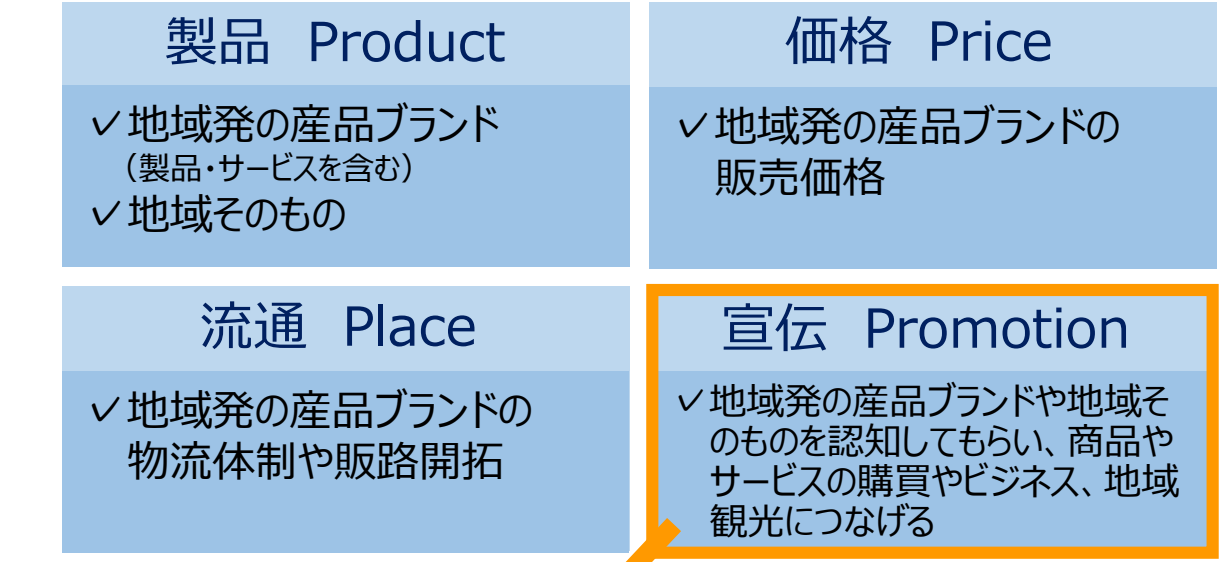 製品 Product
✓地域発の産品ブランド
（製品・サービスを含む）
✓地域そのもの
価格 Price
✓地域発の産品ブランドの
販売価格
流通 Place
✓地域発の産品ブランドの
物流体制や販路開拓
宣伝 Promotion
✓地域発の産品ブランドや地域そ
のものを認知してもらい、商品や
サービスの購買やビジネス、地域
観光につなげる